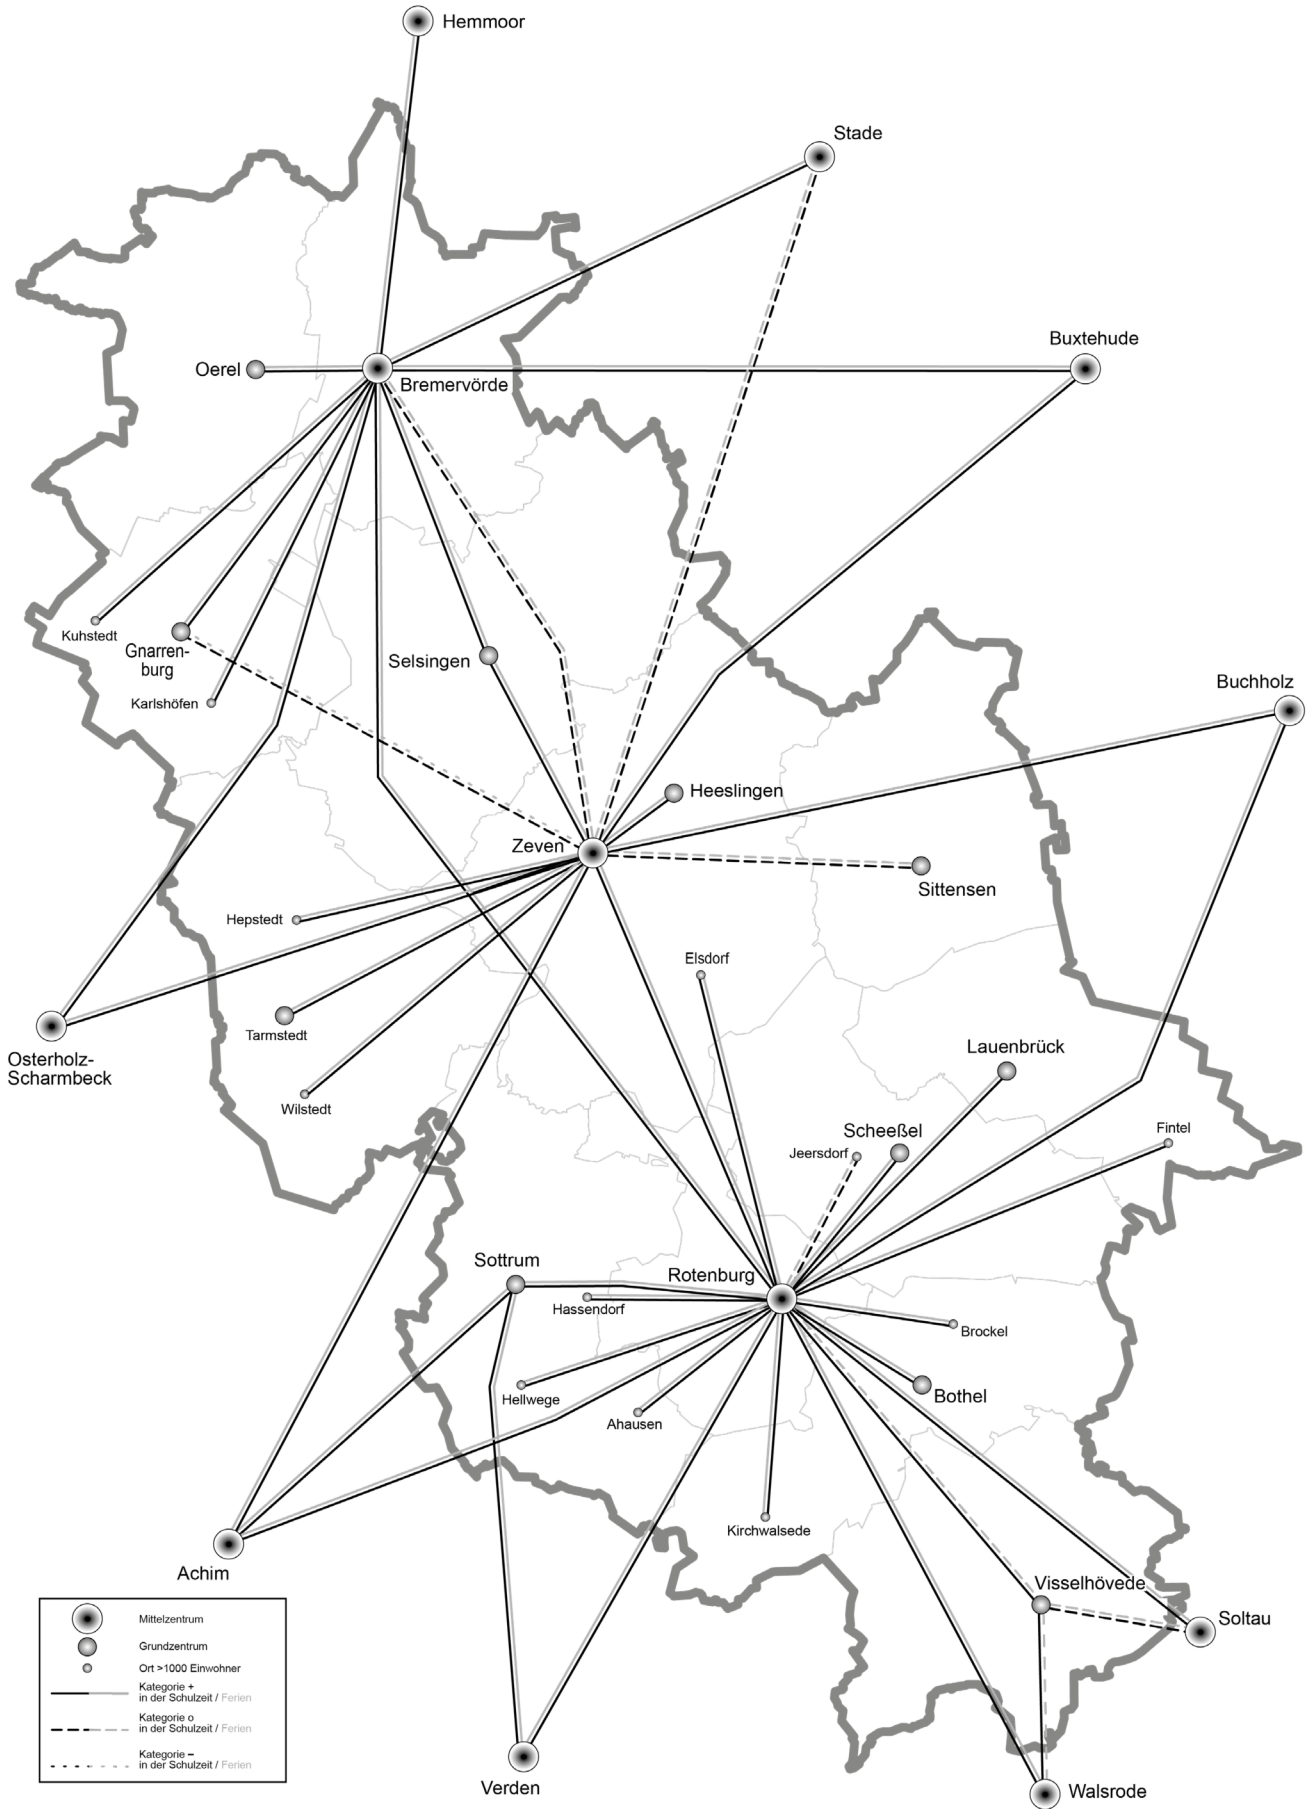 Hemmoor
Stade
Buxtehude
Oerel
Bremervörde
Kuhstedt
Gnarren-
burg
Selsingen
Karlshöfen
Buchholz
Heeslingen
Zeven
Sittensen
Hepstedt
Elsdorf
Tarmstedt
Osterholz-
Scharmbeck
Lauenbrück
Wilstedt
Fintel
Scheeßel
Jeersdorf
Sottrum
Rotenburg
Hassendorf
Brockel
Hellwege
Bothel
Ahausen
Kirchwalsede
Achim
Visselhövede
Soltau
Verden
Walsrode
Mittelzentrum
Grundzentrum
Ort >1000 Einwohner
Kategorie +
in der Schulzeit / Ferien
Kategorie o
in der Schulzeit / Ferien
Kategorie –
in der Schulzeit / Ferien